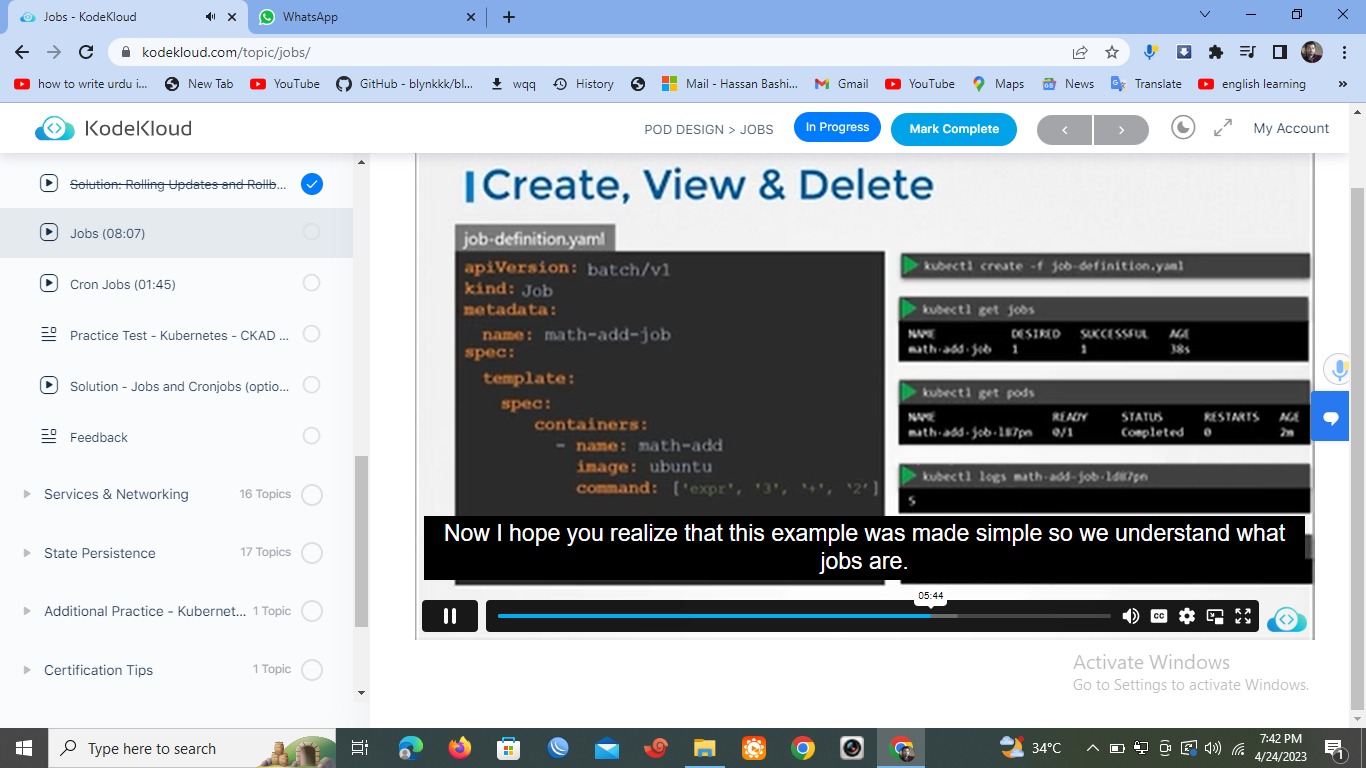 Jobs - KodeKloud
WhatsApp
kodekloud.com/topic/jobs/
how to write urdu i...
New Tab
YouTube
GitHub - blynkkk/bl...
wqq
History
Mail - Hassan Bashi...
Gmail
YouTube
Maps
News
Translate
english learning
KodeKloud
POD DESIGN > JOBS
In Progress
Mark Complete
My Account
Solution: Rolling Updates and Rollb...
Jobs (08:07)
Cron Jobs (01:45)
Practice Test - Kubernetes - CKAD ...
Solution - Jobs and Cronjobs (optio...
Feedback
Services & Networking 16 Topics
State Persistence 17 Topics
Additional Practice - Kubernet... 1 Topic
Certification Tips 1 Topic
Create, View & Delete
job-definition.yaml
apiVersion: batch/v1
kind: Job
metadata:
name: math-add-job
spec:
template:
spec:
containers:
- name: math-add
image: ubuntu
command: ['expr', '3', '+', '2']
kubectl create -f job-definition.yaml
kubectl get jobs
NAME DESIRED SUCCESSFUL AGE
math-add-job 1 1 38s
kubectl get pods
NAME READY STATUS RESTARTS AGE
math-add-job-l87pn 0/1 Completed 0 2m
kubectl logs math-add-job-ld87pn
5
Now I hope you realize that this example was made simple so we understand what
jobs are.
05:44
CC
Activate Windows
Go to Settings to activate Windows.
Type here to search
34°C
7:42 PM
4/24/2023
1